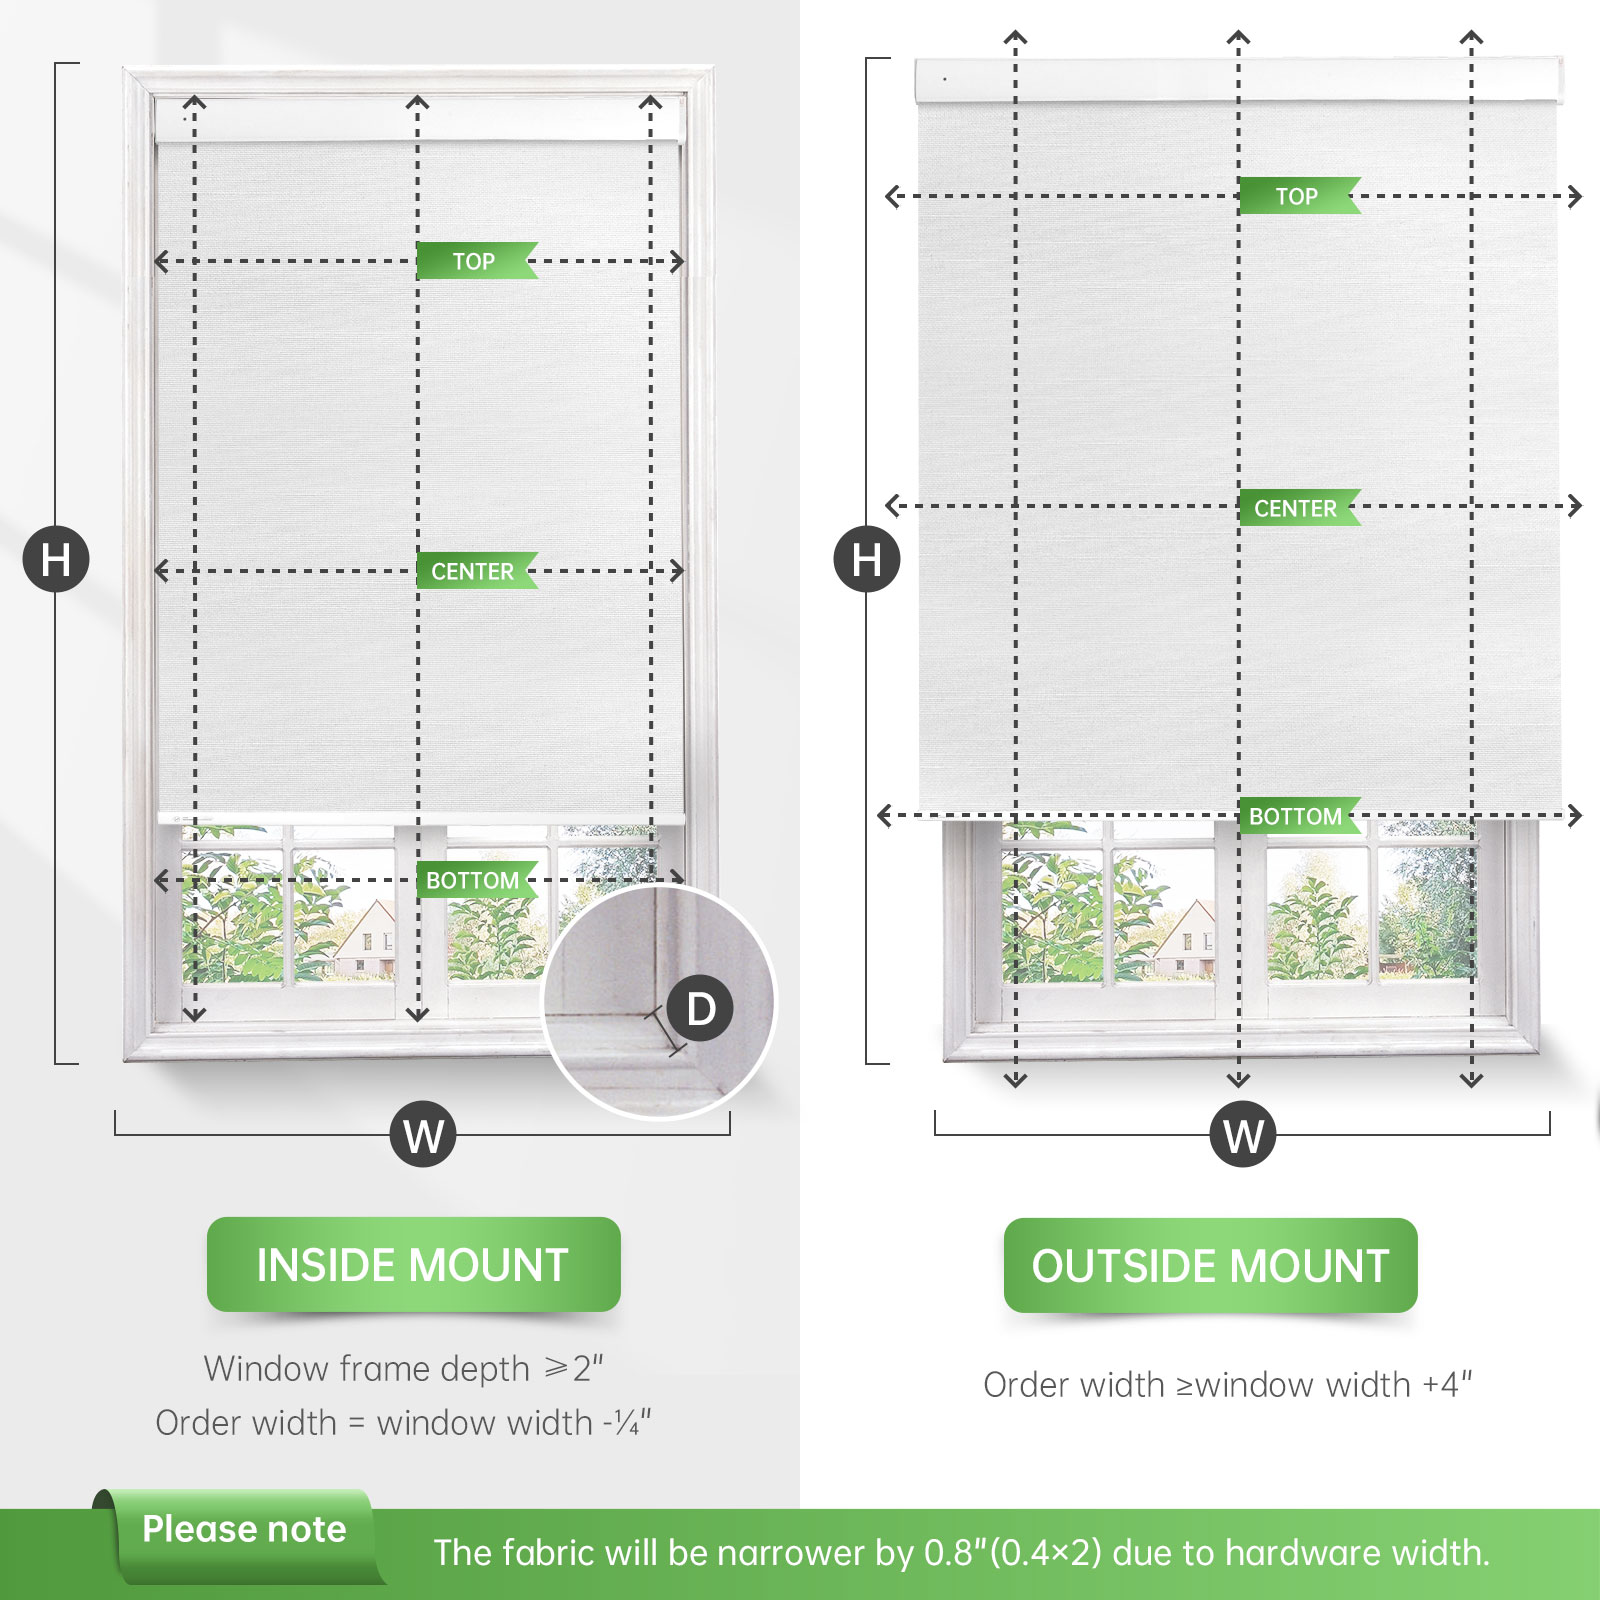 TOP
TOP
H
CENTER
H
CENTER
BOTTOM
BOTTOM
D
W
W
INSIDE MOUNT
Window frame depth ⩾2"
Order width = window width -¼"
OUTSIDE MOUNT
Order width ≥window width +4"
Please note
The fabric will be narrower by 0.8"(0.4×2) due to hardware width.